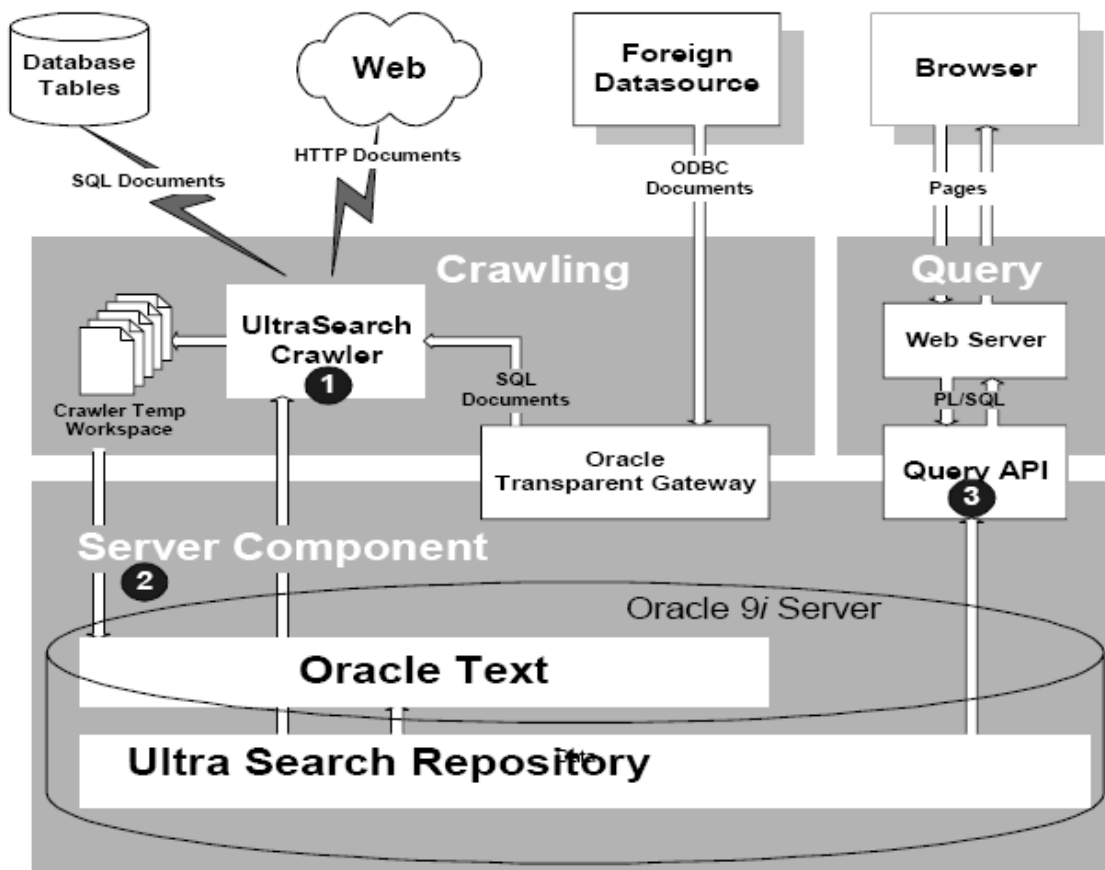 Database
Tables
Web
Foreign
Datasource
Browser
HTTP Documents
SQL Documents
ODBC
Documents
Pages
Crawling
Query
UltraSearch
Crawler
1
Web Server
SQL
Documents
PL/SQL
Crawler Temp
Workspace
Oracle
Transparent Gateway
Query API
3
Server Component
2
Oracle 9i Server
Oracle Text
Ultra Search Repository
Data